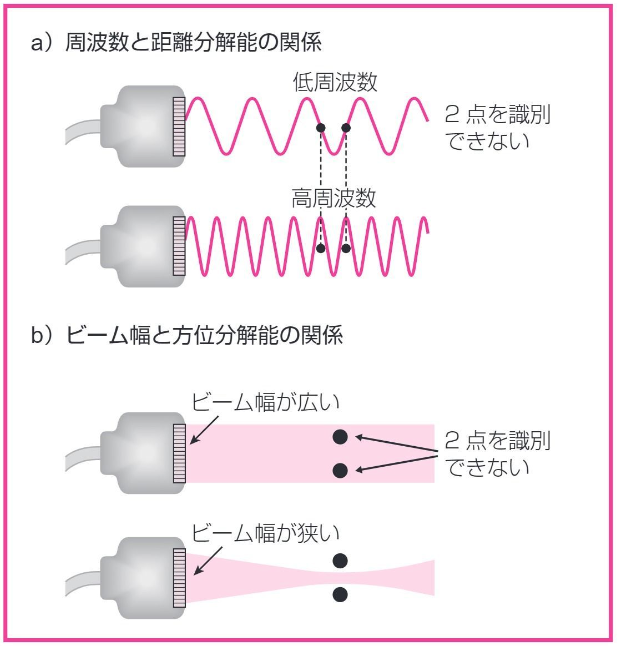 a）周波数と距離分解能の関係
低周波数
2 点を識別
できない
高周波数
b）ビーム幅と方位分解能の関係
ビーム幅が広い
2 点を識別
できない
ビーム幅が狭い